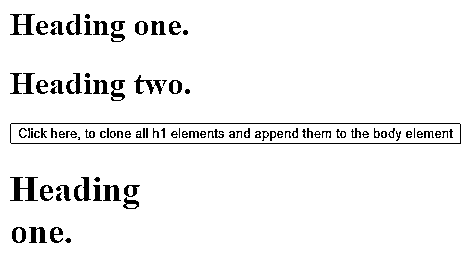 Heading one.
Heading two.
Click here, to clone all h1 elements and append them to the body element
Heading
one.